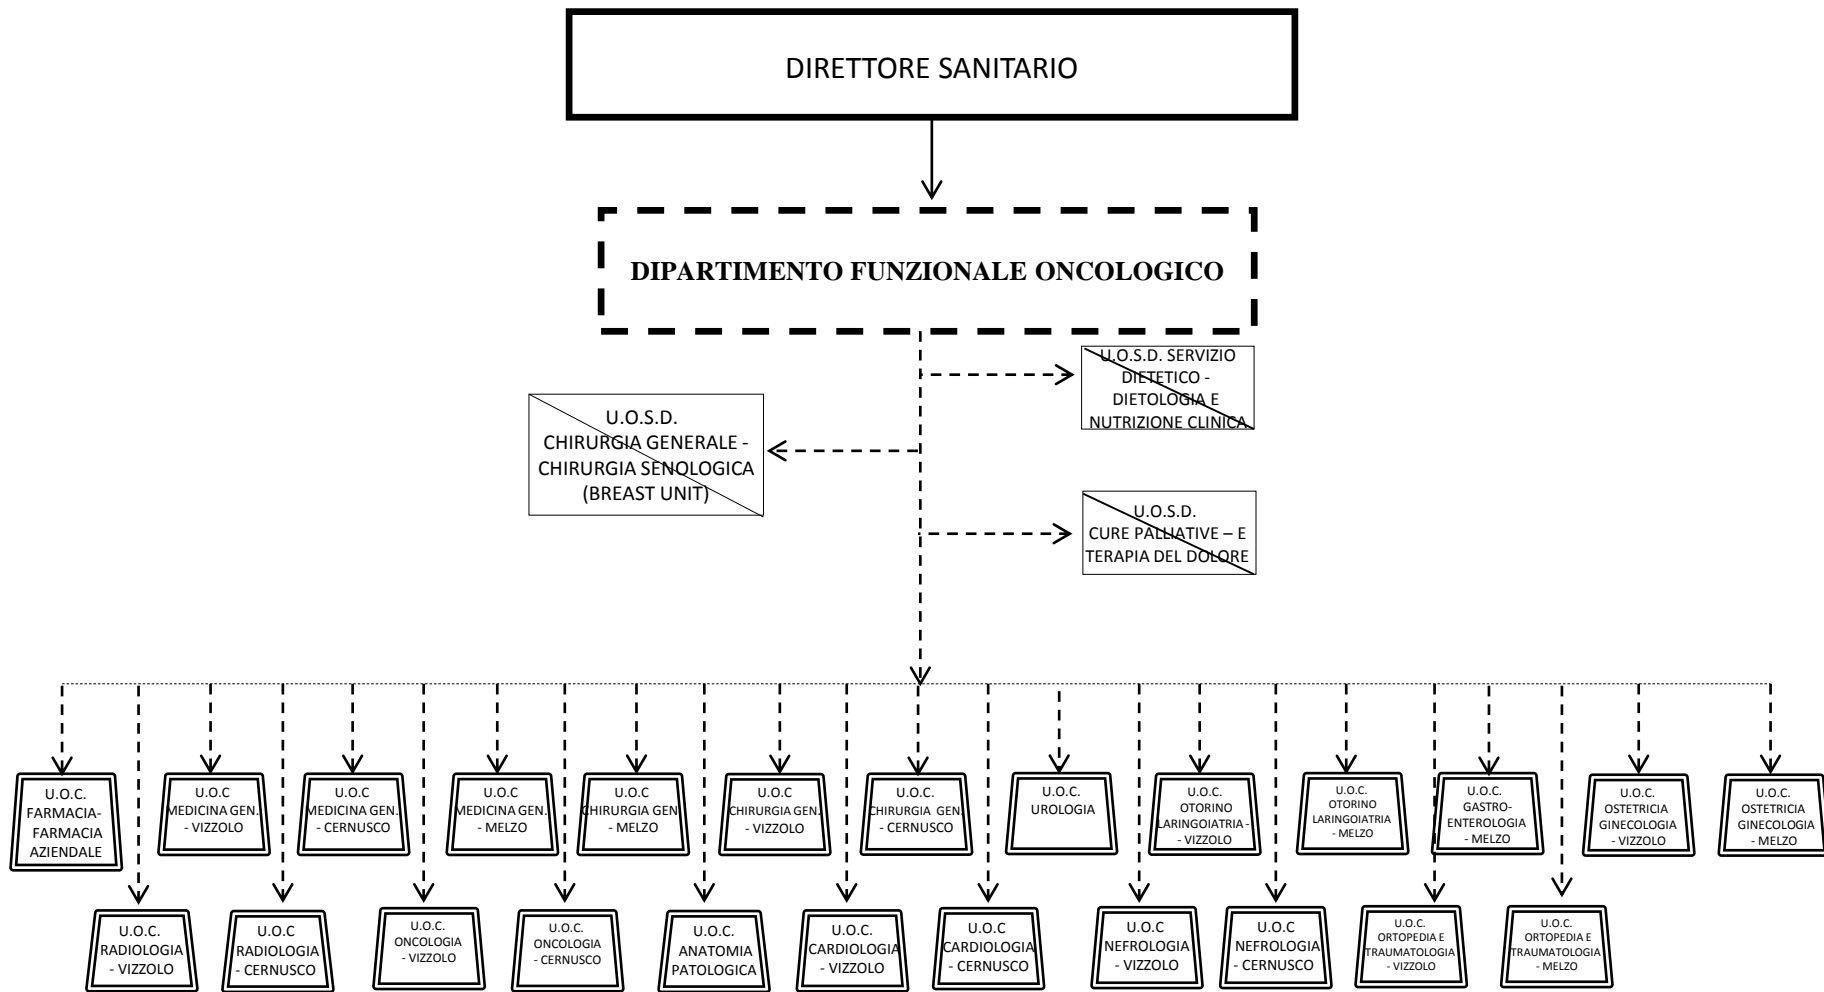 DIRETTORE SANITARIO
DIPARTIMENTO FUNZIONALE ONCOLOGICO
U.O.S.D. SERVIZIO
DIETETICO -
DIETOLOGIA E
NUTRIZIONE CLINICA
U.O.S.D.
CHIRURGIA GENERALE -
CHIRURGIA SENOLOGICA
(BREAST UNIT)
U.O.S.D.
CURE PALLIATIVE – E
TERAPIA DEL DOLORE
U.O.C.
FARMACIA-
FARMACIA
AZIENDALE
U.O.C
MEDICINA GEN.
- VIZZOLO
U.O.C
MEDICINA GEN.
- CERNUSCO
U.O.C
MEDICINA GEN.
- MELZO
U.O.C
CHIRURGIA GEN.
- MELZO
U.O.C
CHIRURGIA GEN.
- VIZZOLO
U.O.C
CHIRURGIA GEN.
- CERNUSCO
U.O.C.
UROLOGIA
U.O.C.
OTORINO
LARINGOIATRIA -
- VIZZOLO
U.O.C.
OTORINO
LARINGOIATRIA
- MELZO
U.O.C.
GASTRO-
ENTEROLOGIA
- MELZO
U.O.C.
OSTETRICIA
GINECOLOGIA
- VIZZOLO
U.O.C.
OSTETRICIA
GINECOLOGIA
- MELZO
U.O.C.
RADIOLOGIA
- VIZZOLO
U.O.C
RADIOLOGIA
- CERNUSCO
U.O.C.
ONCOLOGIA
- VIZZOLO
U.O.C.
ONCOLOGIA
- CERNUSCO
U.O.C.
ANATOMIA
PATOLOGICA
U.O.C.
CARDIOLOGIA
- VIZZOLO
U.O.C
CARDIOLOGIA
- CERNUSCO
U.O.C
NEFROLOGIA
- VIZZOLO
U.O.C
NEFROLOGIA
- CERNUSCO
U.O.C.
ORTOPEDIA E
TRAUMATOLOGIA
- VIZZOLO
U.O.C.
ORTOPEDIA E
TRAUMATOLOGIA
- MELZO